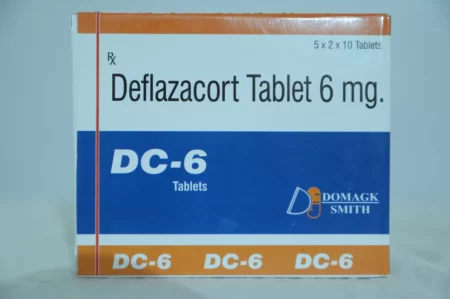 5 x 2 x 10 Tablets
Rx
Deflazacort Tablet 6 mg.
DC-6
Tablets
DOMAGK
SMITH
DC-6 DC-6 DC-6